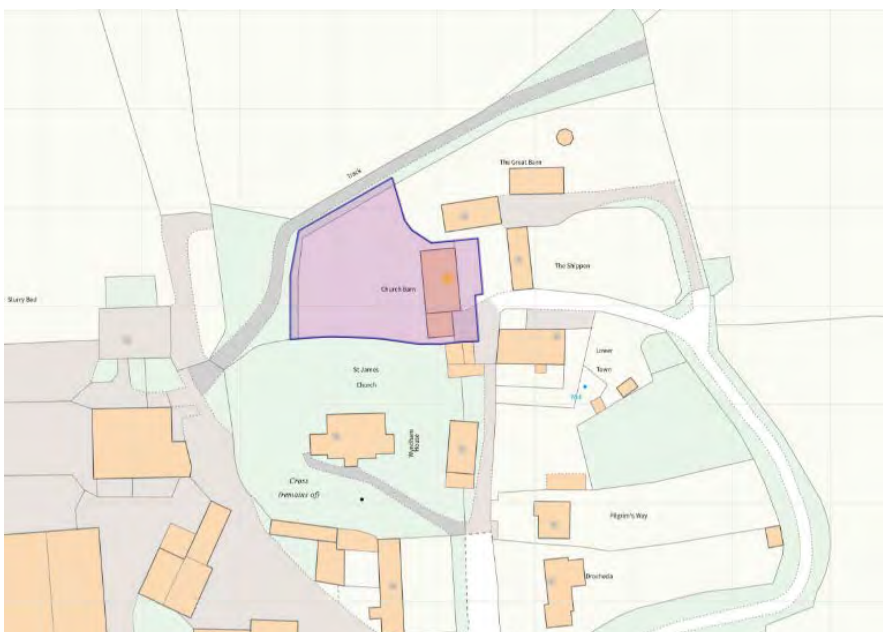 Track
The Great Barn
The Shippon
Church Barn
Slurry Bed
Lower
Town
St James
Church
Wyndham
House
Cross
(remains of)
Pilgrim's Way